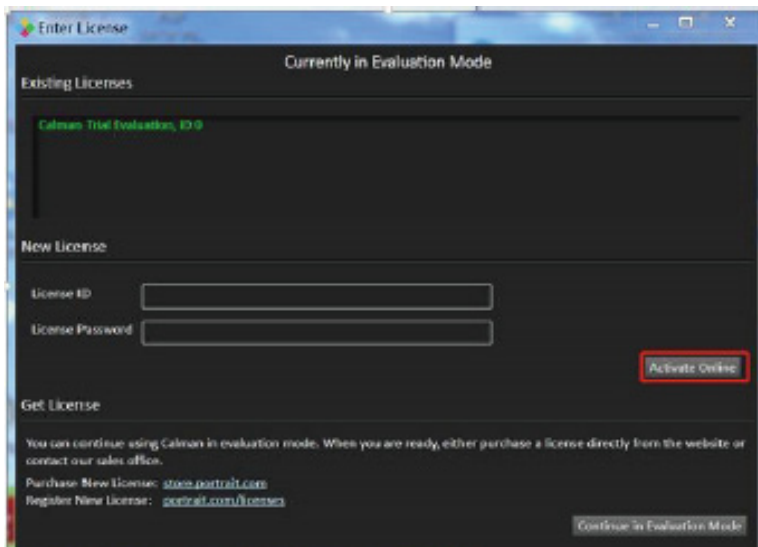 Enter License
Currently in Evaluation Mode
Existing Licenses
Calman Trial Evaluation, ID:0
New License
License ID
License Password
Activate Online
Get License
You can continue using Calman in evaluation mode. When you are ready, either purchase a license directly from the website or
contact our sales office.
Purchase New License: store.portrait.com
Register New License: portrait.com/licenses
Continue in Evaluation Mode